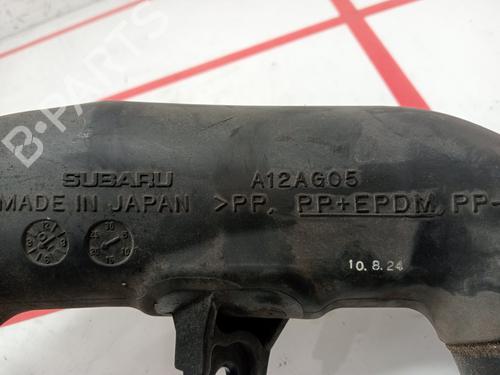 B-PARTS
SUBARU A12AG05
MADE IN JAPAN >PP, PP+EPDM, PP-
10.8.24